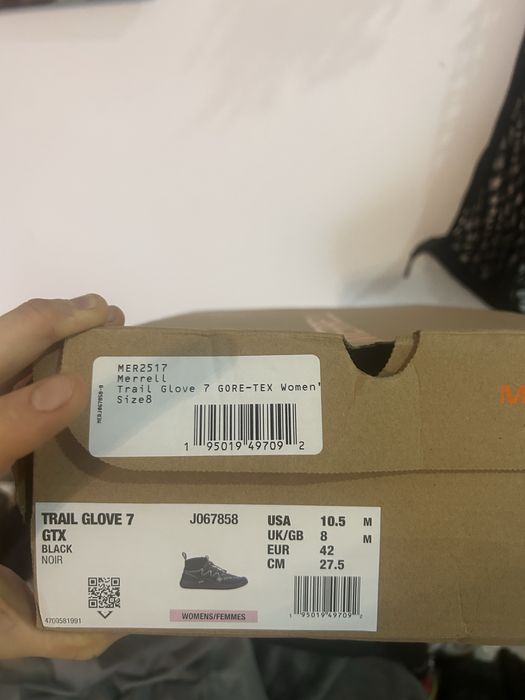 MER2517
Merrell
Trail Glove 7 GORE-TEX Women'
Size8
MERJ067858-8
1 95019 49709 2
M
TRAIL GLOVE 7
GTX
BLACK
NOIR
J067858
USA 10.5 M
UK/GB 8 M
EUR 42
CM 27.5
4700581991
WOMENS/FEMMES
1 95019 49709 2